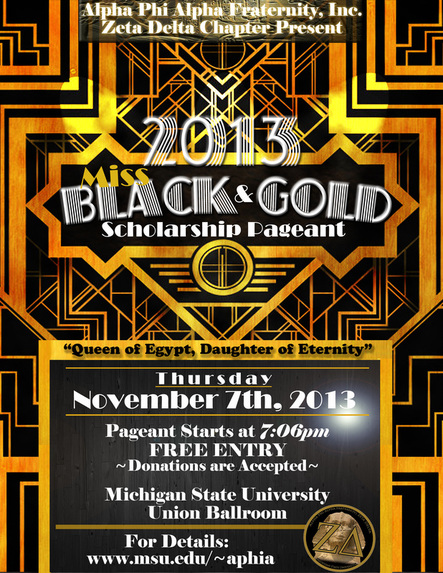 Alpha Phi Alpha Fraternity, Inc.
Zeta Delta Chapter Present
2013
Miss
BLACK & GOLD
Scholarship Pageant
"Queen of Egypt, Daughter of Eternity"
Thursday
November 7th, 2013
Pageant Starts at 7:06pm
FREE ENTRY
~Donations are Accepted~
Michigan State University
Union Ballroom
For Details:
www.msu.edu/~aphia
ΖΔ